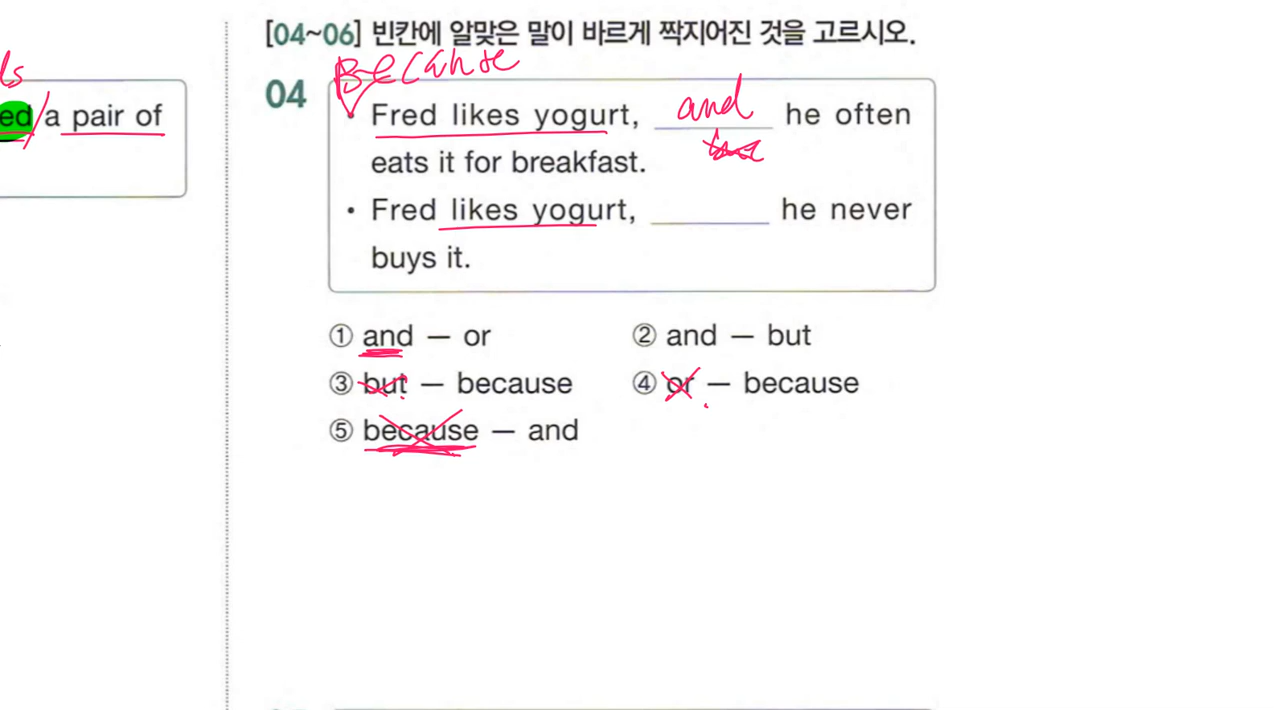 ls
ed/a pair of
[04~06] 빈칸에 알맞은 말이 바르게 짝지어진 것을 고르시오.
Because
04
• Fred likes yogurt, and he often
eats it for breakfast.
• Fred likes yogurt, ________ he never
buys it.
① and – or
② and – but
③ but – because
④ or – because
⑤ because – and